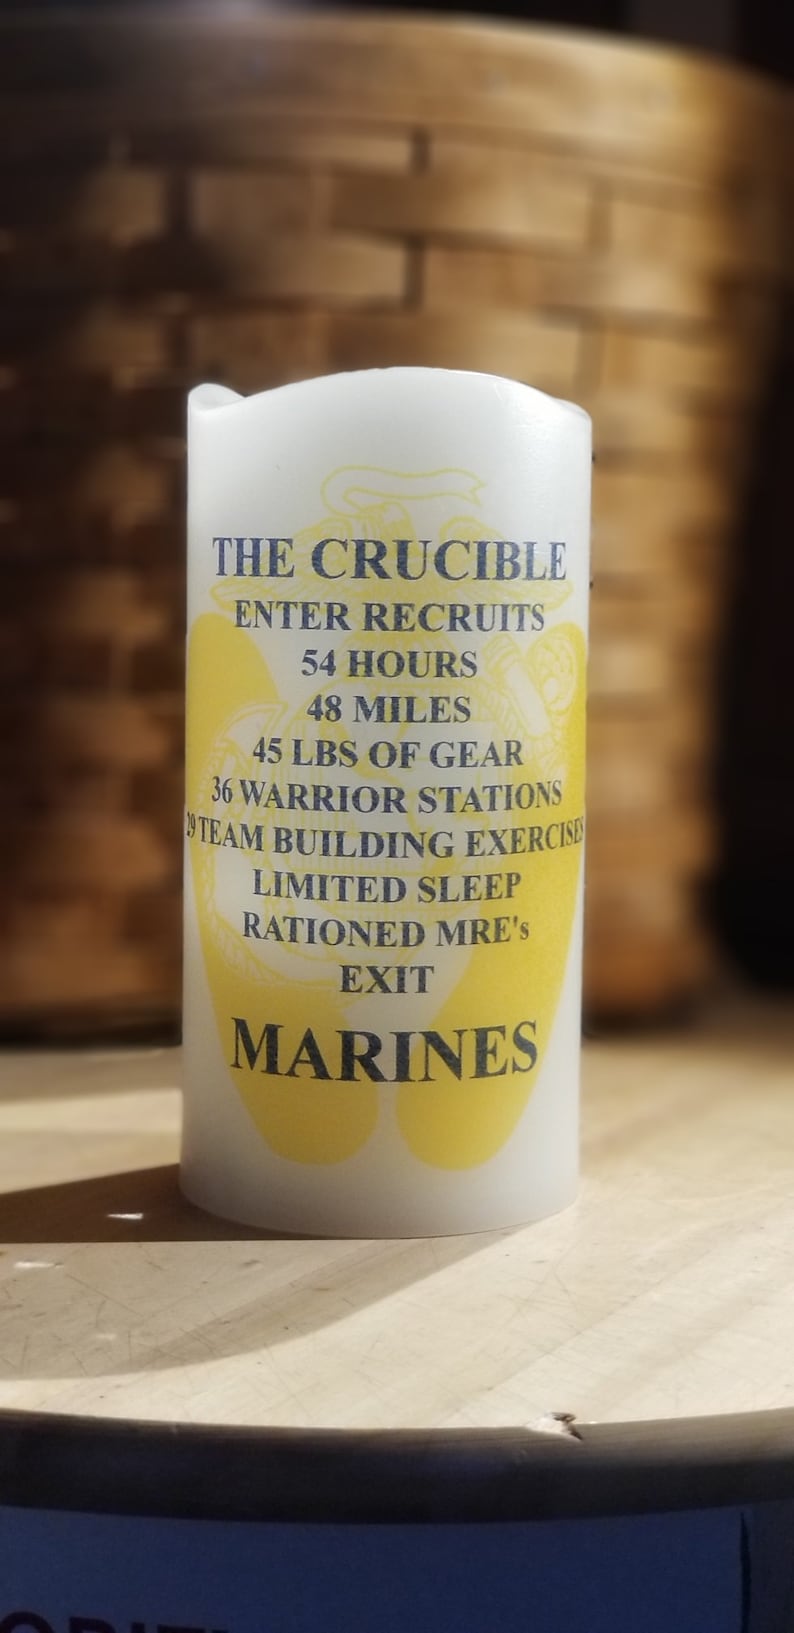 THE CRUCIBLE
ENTER RECRUITS
54 HOURS
48 MILES
45 LBS OF GEAR
36 WARRIOR STATIONS
29 TEAM BUILDING EXERCISES
LIMITED SLEEP
RATIONED MRE's
EXIT
MARINES